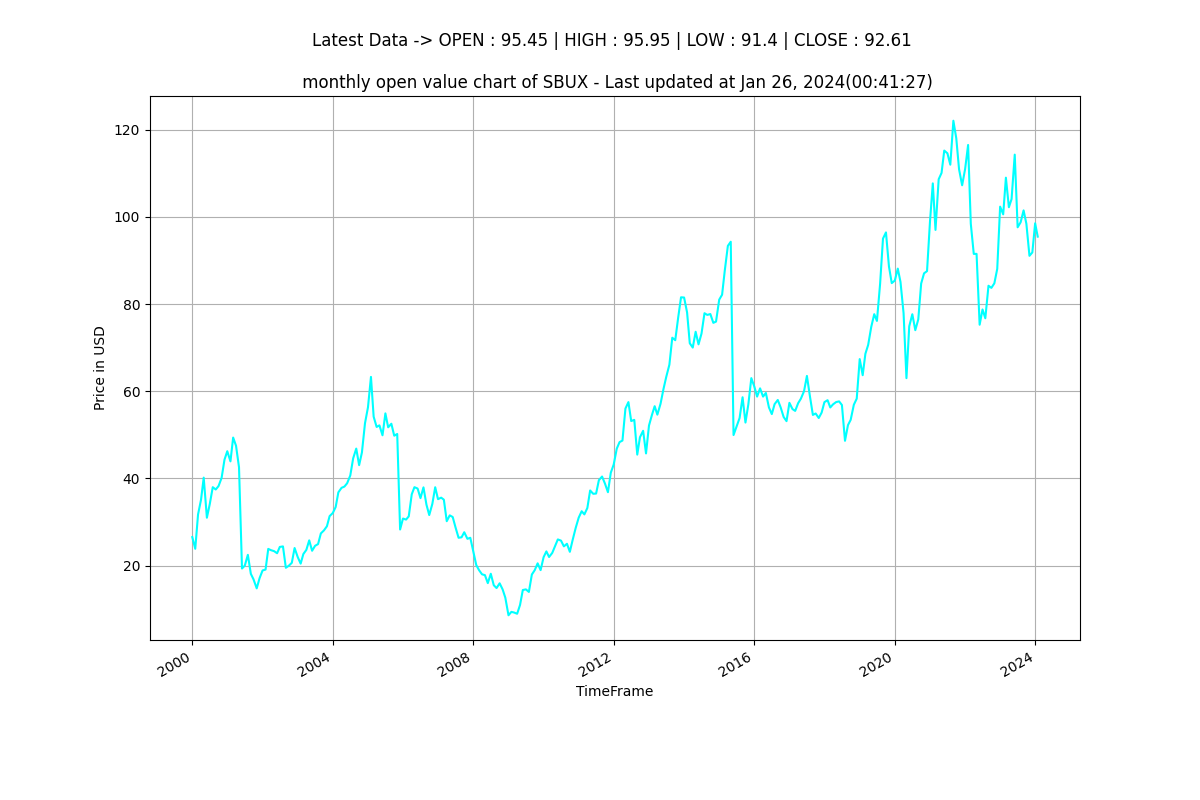 Latest Data -> OPEN : 95.45 | HIGH : 95.95 | LOW : 91.4 | CLOSE : 92.61
monthly open value chart of SBUX - Last updated at Jan 26, 2024(00:41:27)
120
100
80
60
40
20
Price in USD
2000 2004 2008 2012 2016 2020 2024
TimeFrame